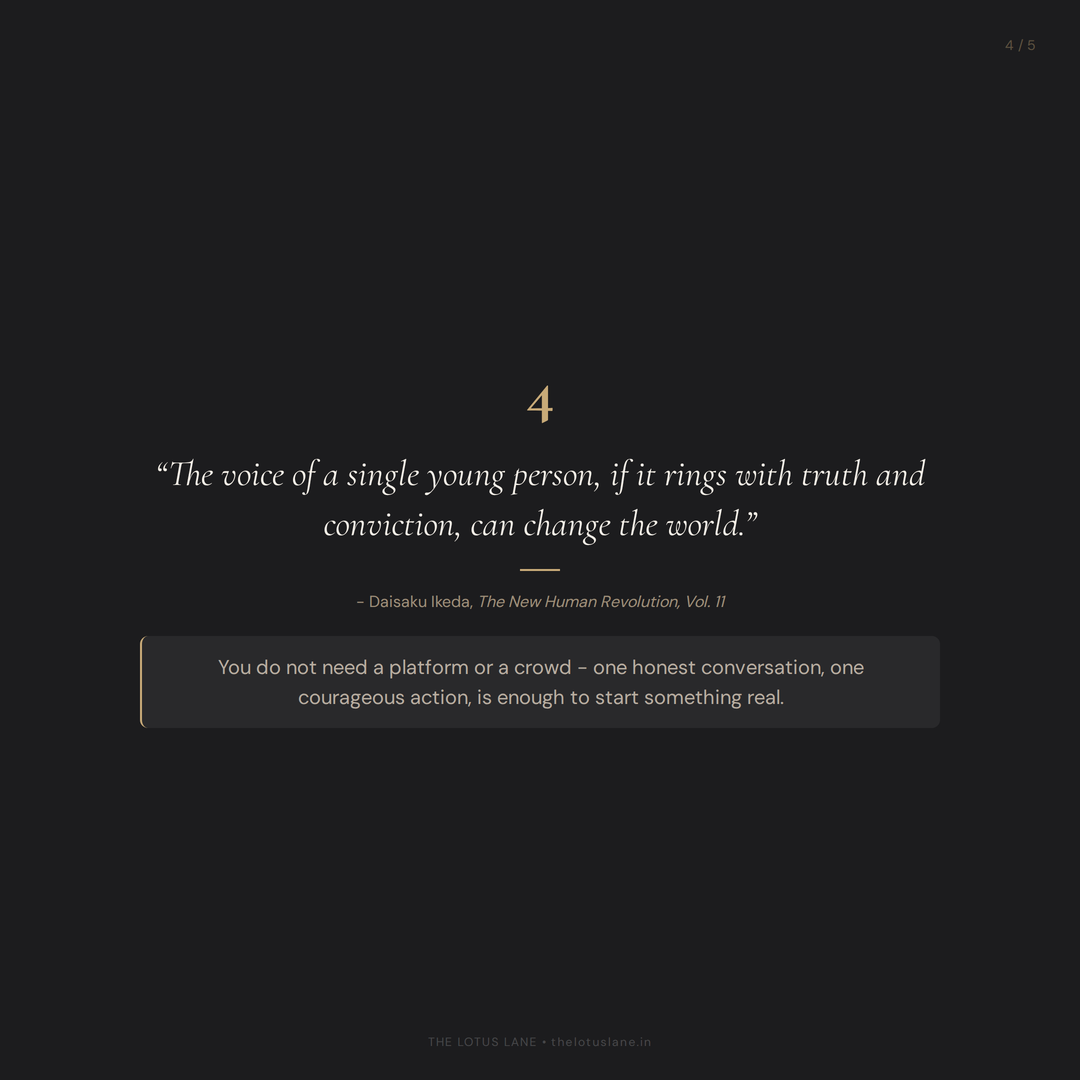 4 / 5
4
“The voice of a single young person, if it rings with truth and
conviction, can change the world.”
– Daisaku Ikeda, The New Human Revolution, Vol. 11
You do not need a platform or a crowd – one honest conversation, one
courageous action, is enough to start something real.
THE LOTUS LANE • thelotuslane.in